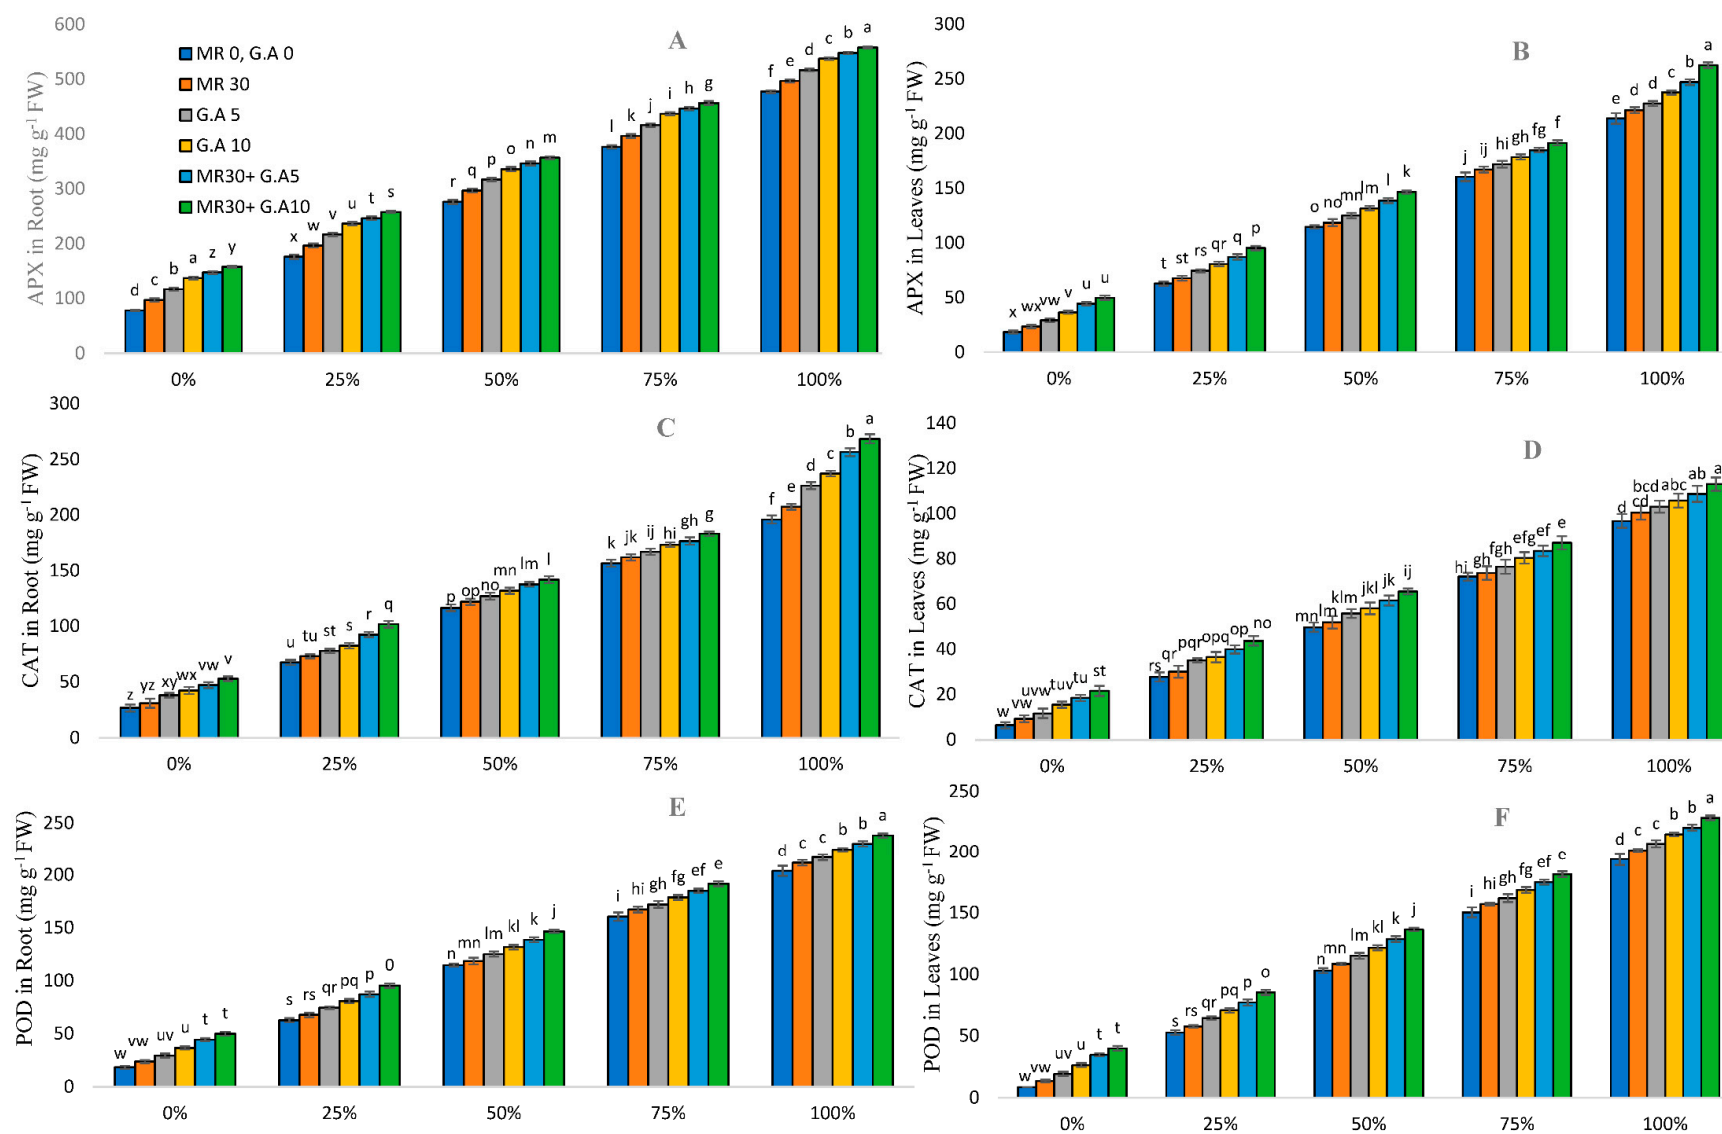 A
APX in Root (mg g⁻¹ FW)
600
500
400
300
200
100
0
MR 0, G.A 0
MR 30
G.A 5
G.A 10
MR30+ G.A5
MR30+ G.A10
d c b a z y
x w v u t s
r q p o n m
l k j i h g
f e d c b a
0% 25% 50% 75% 100%
B
APX in Leaves (mg g⁻¹ FW)
300
250
200
150
100
50
0
x wx vw v u u
t st rs qr q p
o no mn lm l k
j ij hi gh fg f
e d d c b a
0% 25% 50% 75% 100%
C
CAT in Root (mg g⁻¹ FW)
300
250
200
150
100
50
0
z yz xy wx vw v
u tu st s r q
p op no mn lm l
k jk ij hi gh g
f e d c b a
0% 25% 50% 75% 100%
D
CAT in Leaves (mg g⁻¹ FW)
140
120
100
80
60
40
20
0
w vw uvw tuv tu st
rs qr pqr opq op no
mn lm klm jkl jk ij
hi gh fgh efg ef e
d cd bcd abc ab a
0% 25% 50% 75% 100%
E
POD in Root (mg g⁻¹ FW)
250
200
150
100
50
0
w vw uv u t t
s rs qr pq p 0
n mn lm kl k j
i hi gh fg ef e
d c c b b a
0% 25% 50% 75% 100%
F
POD in Leaves (mg g⁻¹ FW)
250
200
150
100
50
0
w vw uv u t t
s rs qr pq p o
n mn lm kl k j
i hi gh fg ef e
d c c b b a
0% 25% 50% 75% 100%